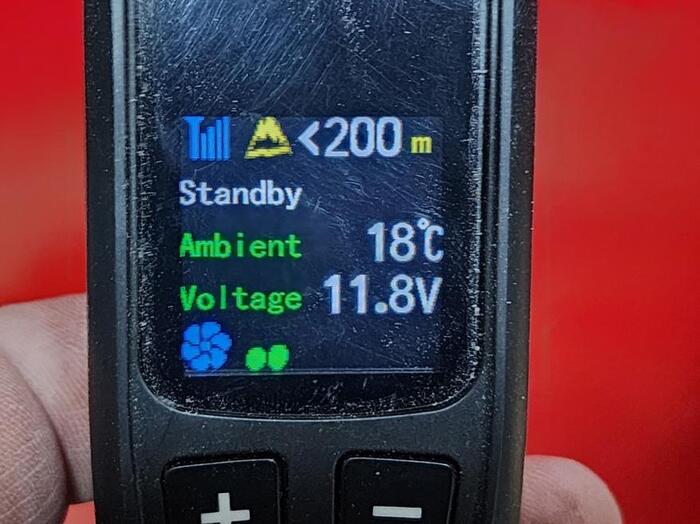 <200 m
Standby
Ambient 18℃
Voltage 11.8V
+ -